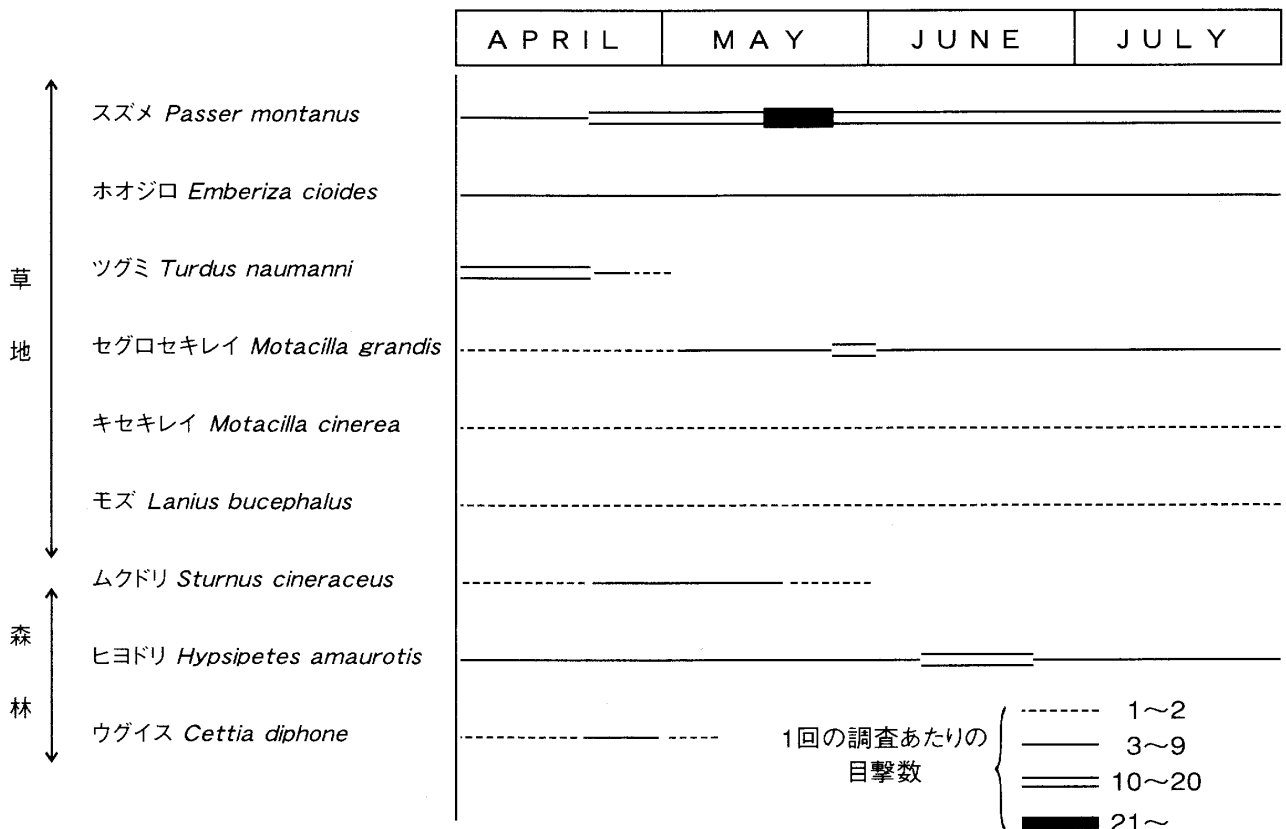 APRIL MAY JUNE JULY
スズメ Passer montanus
ホオジロ Emberiza cioides
ツグミ Turdus naumanni
セグロセキレイ Motacilla grandis
キセキレイ Motacilla cinerea
モズ Lanius bucephalus
ムクドリ Sturnus cineraceus
ヒヨドリ Hypsipetes amaurotis
ウグイス Cettia diphone
草地
森林
1回の調査あたりの
目撃数
1～2
3～9
10～20
21～